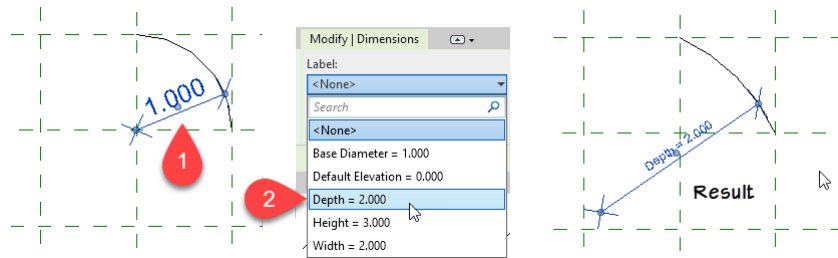 1.000
1
Modify | Dimensions
Label:
<None>
Search
<None>
Base Diameter = 1.000
Default Elevation = 0.000
2
Depth = 2.000
Height = 3.000
Width = 2.000
Depth = 2.000
Result